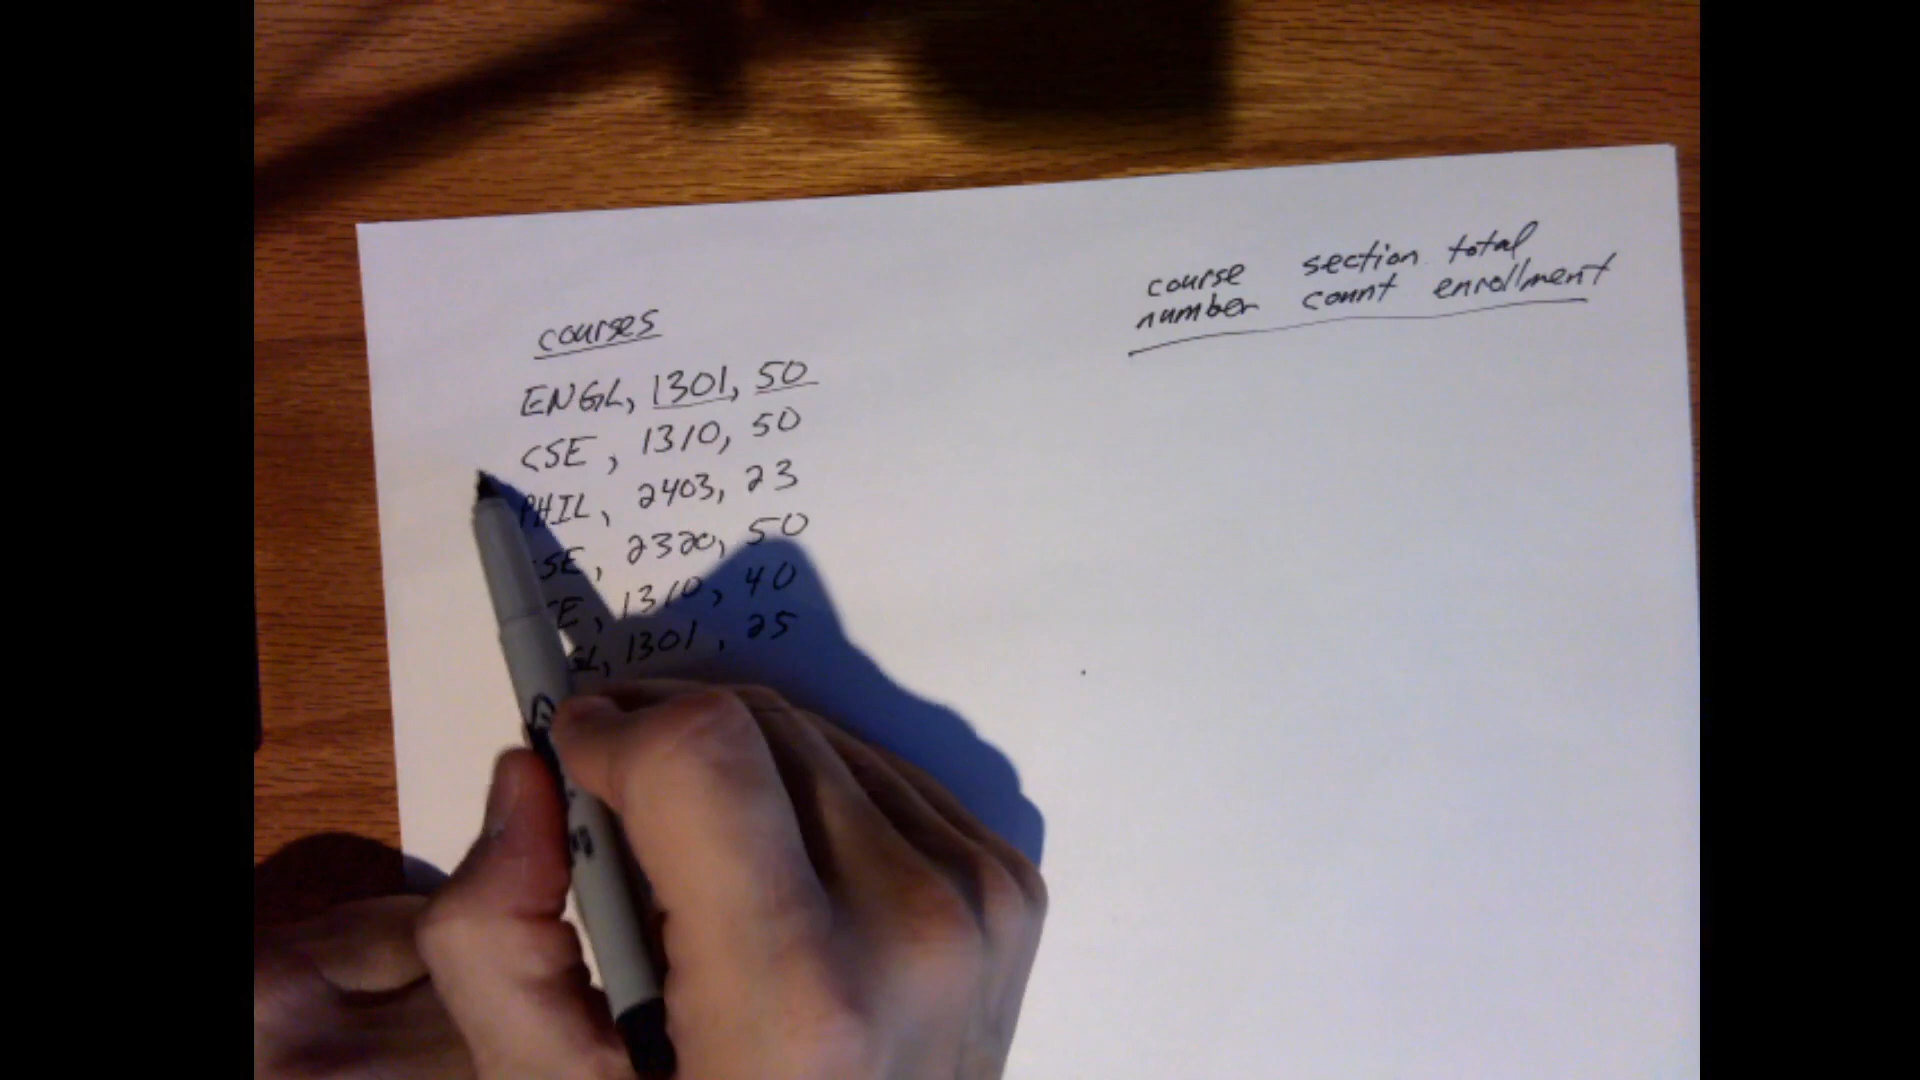 courses
ENGL, 1301, 50
CSE, 1310, 50
PHIL, 2403, 23
SE, 2320, 50
E, 1310, 40
GL, 1301, 25
course section total
number count enrollment